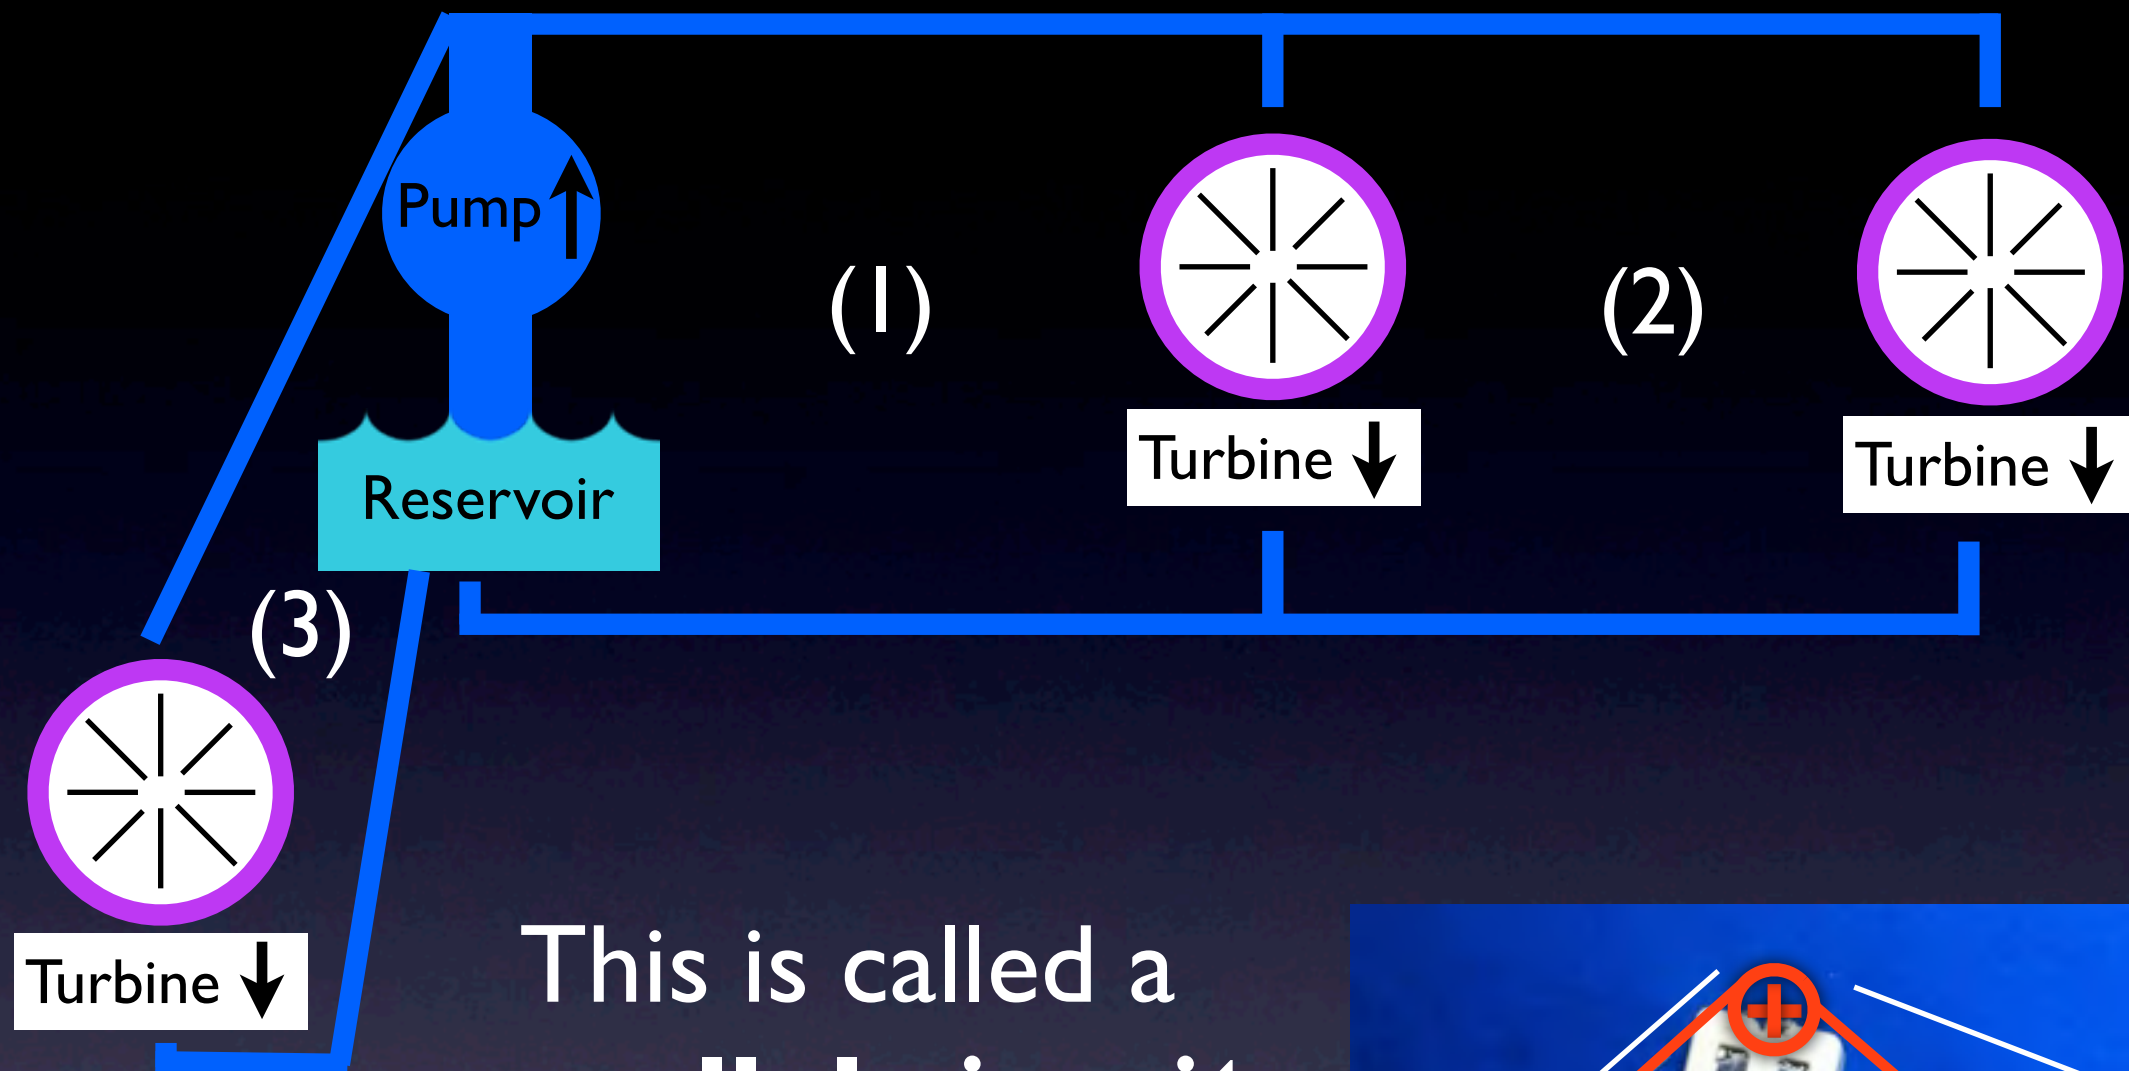 Pump
(1)
(2)
Turbine
Turbine
Reservoir
(3)
Turbine
This is called a